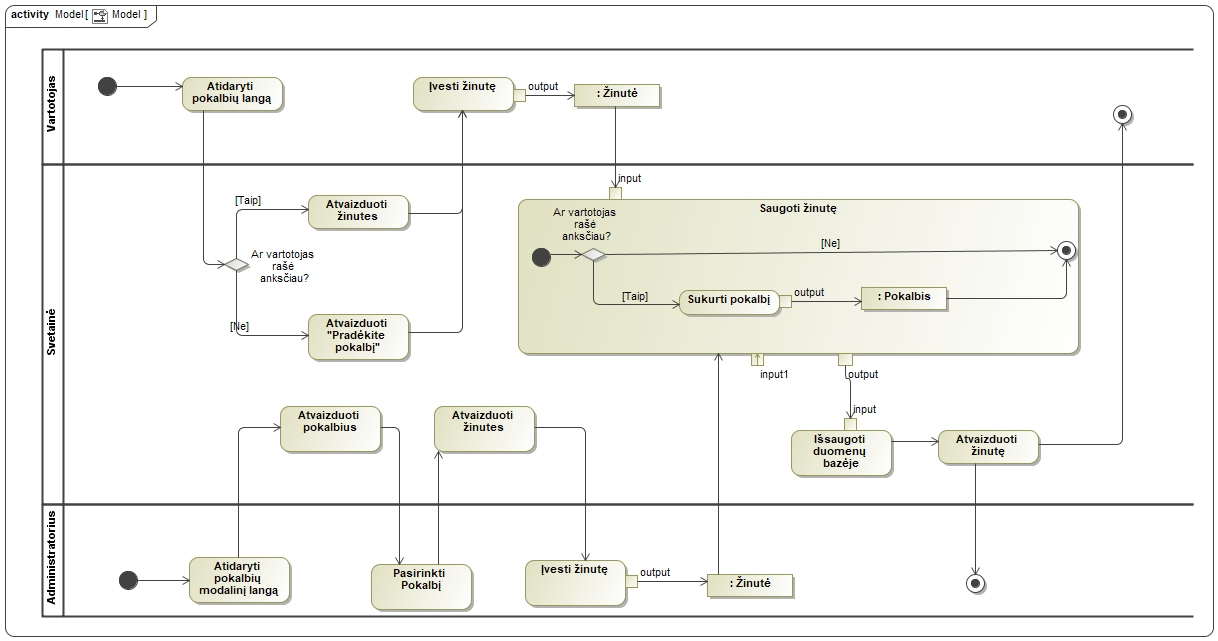 activity Model[ Model ]
Vartotojas
Atidaryti
pokalbių langą
Įvesti žinutę
output
: Žinutė
Svetainė
input
[Taip]
Atvaizduoti
žinutes
Ar vartotojas
rašė
anksčiau?
[Ne]
Atvaizduoti
"Pradėkite
pokalbį"
Saugoti žinutę
Ar vartotojas
rašė
anksčiau?
[Ne]
[Taip]
Sukurti pokalbį
output
: Pokalbis
input1
output
input
Atvaizduoti
pokalbius
Atvaizduoti
žinutes
Išsaugoti
duomenų
bazėje
Atvaizduoti
žinutę
Administratorius
Atidaryti
pokalbių
modalinį langą
Pasirinkti
Pokalbį
Įvesti žinutę
output
: Žinutė